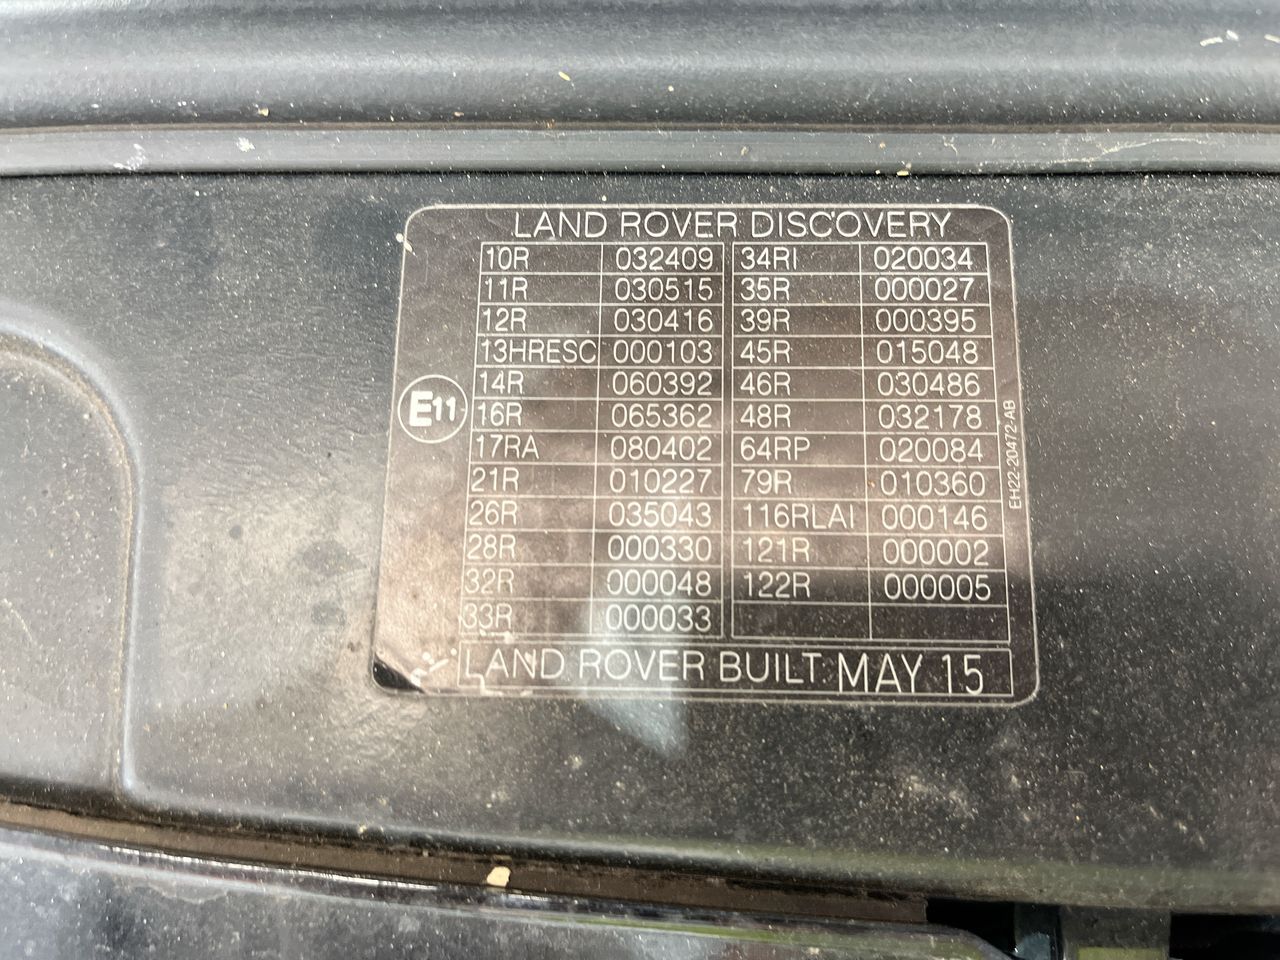 LAND ROVER DISCOVERY
10R 032409 34RI 020034
11R 030515 35R 000027
12R 030416 39R 000395
13HRESC 000103 45R 015048
14R 060392 46R 030486
E11
16R 065362 48R 032178
17RA 080402 64RP 020084
21R 010227 79R 010360
26R 035043 116RLAI 000146
28R 000330 121R 000002
32R 000048 122R 000005
33R 000033
LAND ROVER BUILT MAY 15
EH22-20472-AB